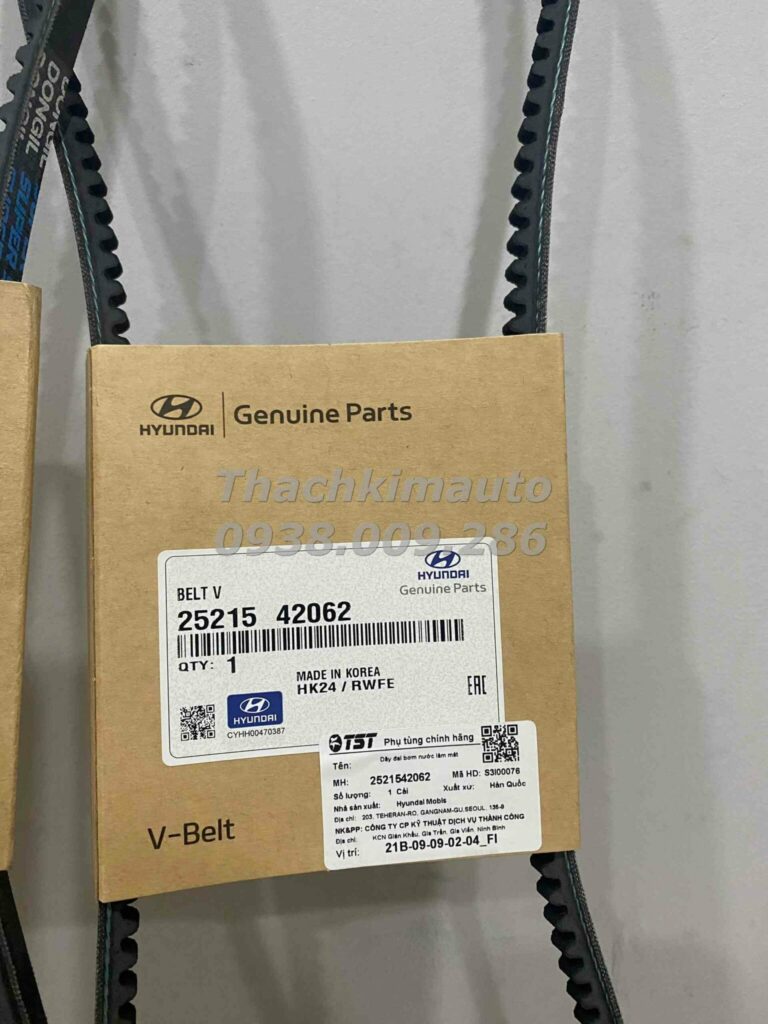 DONGIL
SUPER
HYUNDAI
Genuine Parts
Thachkimauto
0938.009.286
HYUNDAI
Genuine Parts
BELT V
25215 42062
QTY: 1
MADE IN KOREA
HK24 / RWFE
EAC
HYUNDAI
CYHH00470387
TST Phụ tùng chính hãng
Tên: Dây đai bơm nước làm mát
MH: 2521542062 Mã HD: S3I00076
Số lượng: 1 Cái Xuất xứ: Hàn Quốc
Nhà sản xuất: Hyundai Mobis
Địa chỉ: 203, TEHERAN-RO, GANGNAM-GU,SEOUL, 135-9
NK&PP: CÔNG TY CP KỸ THUẬT DỊCH VỤ THÀNH CÔNG
Địa chỉ: KCN Gián Khẩu, Gia Trấn, Gia Viễn, Ninh Bình
Vị trí: 21B-09-09-02-04_FI
V-Belt